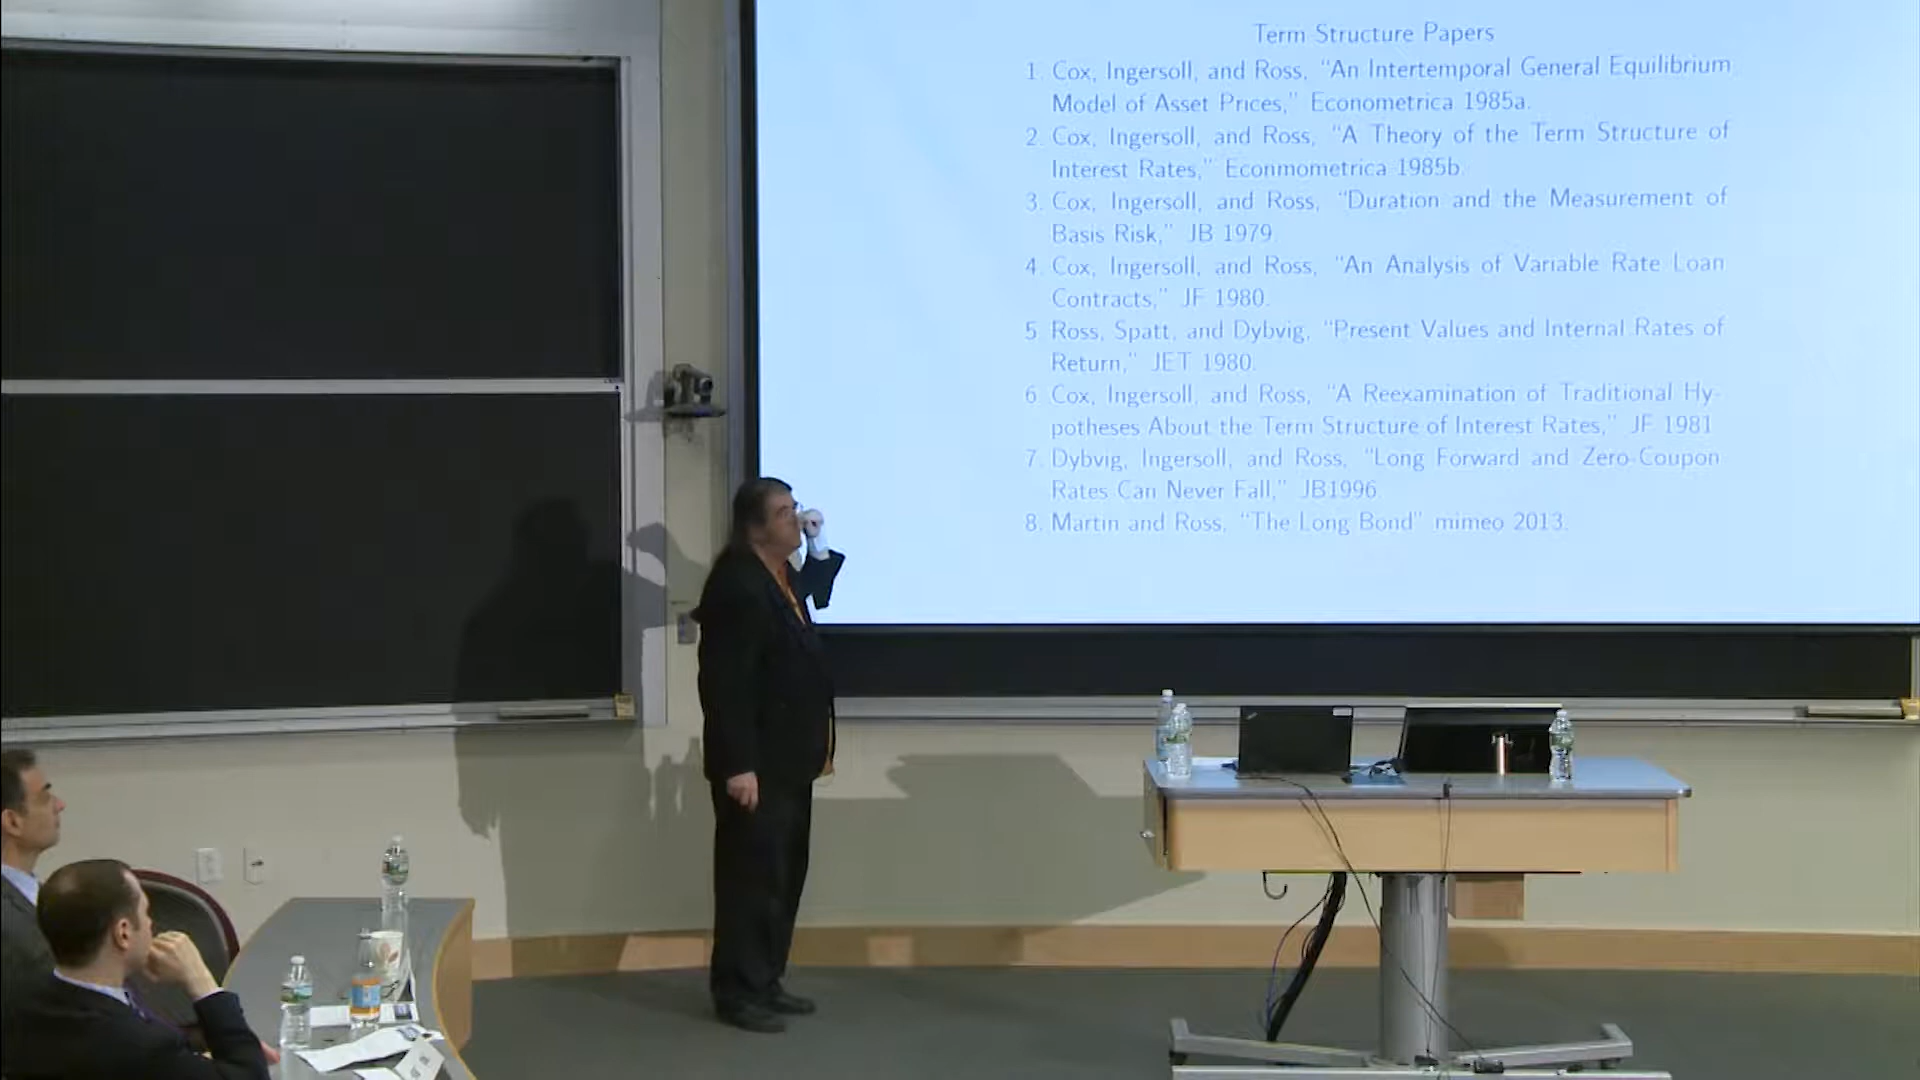 Term Structure Papers
1. Cox, Ingersoll, and Ross, “An Intertemporal General Equilibrium
Model of Asset Prices,” Econometrica 1985a.
2. Cox, Ingersoll, and Ross, “A Theory of the Term Structure of
Interest Rates,” Econmometrica 1985b.
3. Cox, Ingersoll, and Ross, “Duration and the Measurement of
Basis Risk,” JB 1979.
4. Cox, Ingersoll, and Ross, “An Analysis of Variable Rate Loan
Contracts,” JF 1980.
5. Ross, Spatt, and Dybvig, “Present Values and Internal Rates of
Return,” JET 1980.
6. Cox, Ingersoll, and Ross, “A Reexamination of Traditional Hy-
potheses About the Term Structure of Interest Rates,” JF 1981
7. Dybvig, Ingersoll, and Ross, “Long Forward and Zero-Coupon
Rates Can Never Fall,” JB1996.
8. Martin and Ross, “The Long Bond” mimeo 2013.